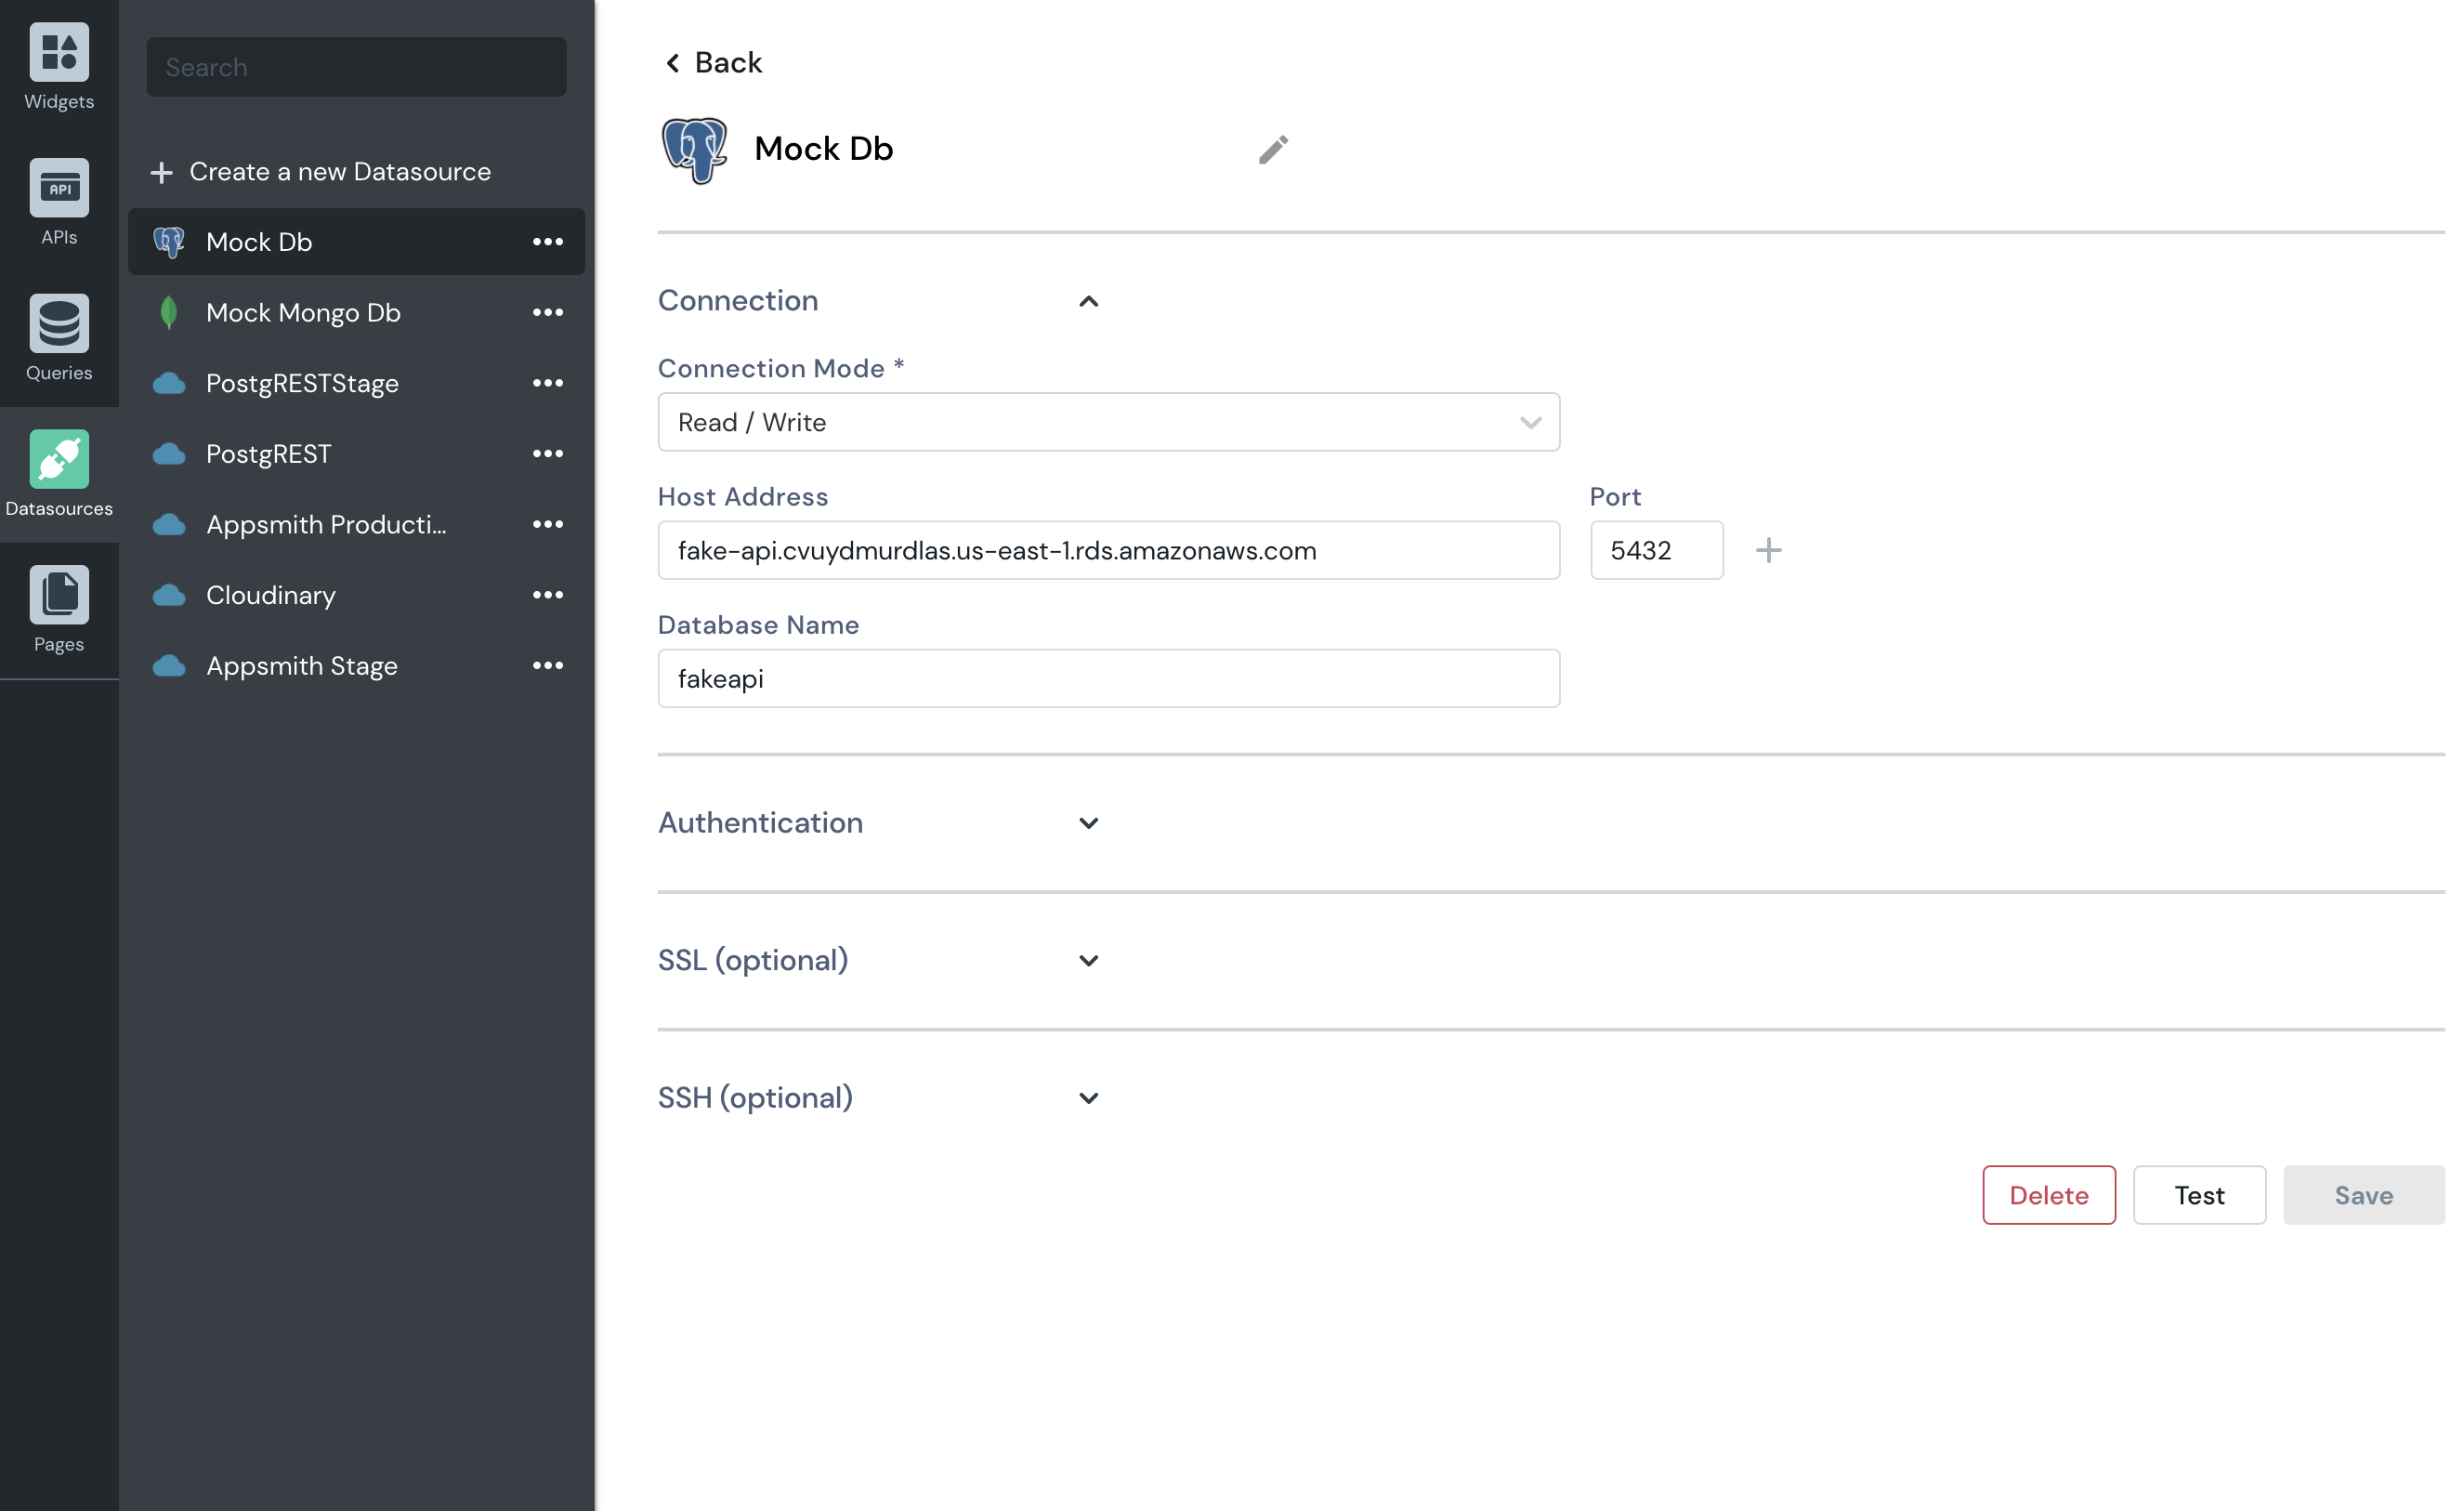 Widgets
API
APIs
Queries
Datasources
Pages
Search
Create a new Datasource
Mock Db
Mock Mongo Db
PostgRESTStage
PostgREST
Appsmith Producti...
Cloudinary
Appsmith Stage
Back
Mock Db
Connection
Connection Mode *
Read / Write
Host Address
Port
fake-api.cvuydmurdlas.us-east-1.rds.amazonaws.com
5432
Database Name
fakeapi
Authentication
SSL (optional)
SSH (optional)
Delete
Test
Save